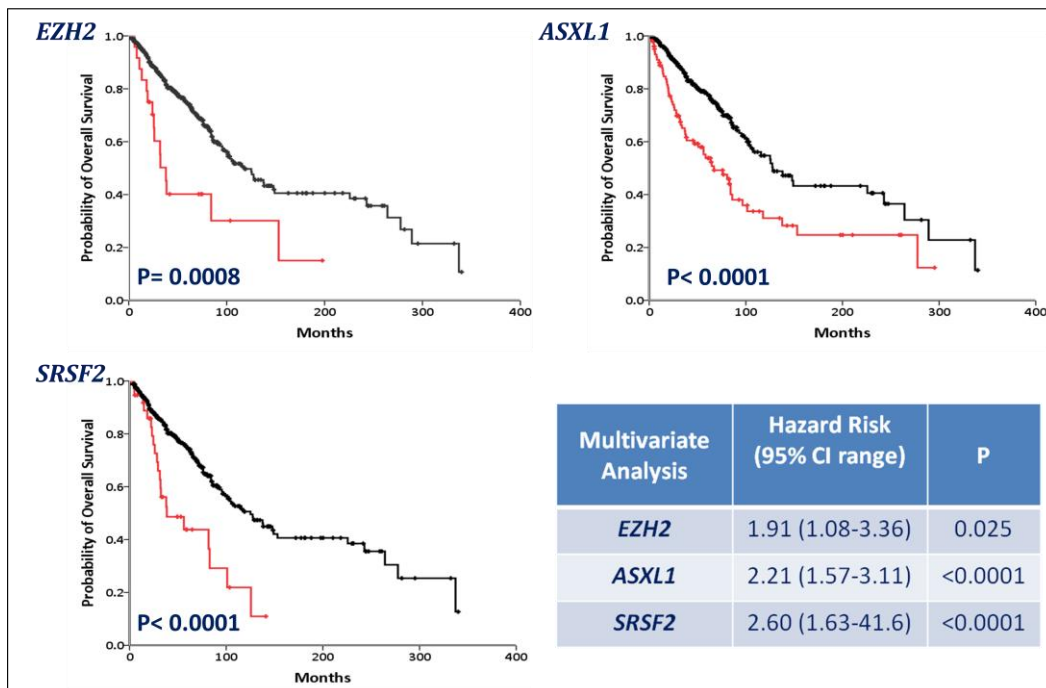 EZH2
1.0
0.8
0.6
0.4
0.2
0.0
Probability of Overall Survival
P= 0.0008
0
100
200
300
400
Months
ASXL1
1.0
0.8
0.6
0.4
0.2
0.0
Probability of Overall Survival
P< 0.0001
0
100
200
300
400
Months
SRSF2
1.0
0.8
0.6
0.4
0.2
0.0
Probability of Overall Survival
P< 0.0001
0
100
200
300
400
Months
Multivariate
Analysis
Hazard Risk
(95% CI range)
P
EZH2 1.91 (1.08-3.36) 0.025
ASXL1 2.21 (1.57-3.11) <0.0001
SRSF2 2.60 (1.63-41.6) <0.0001